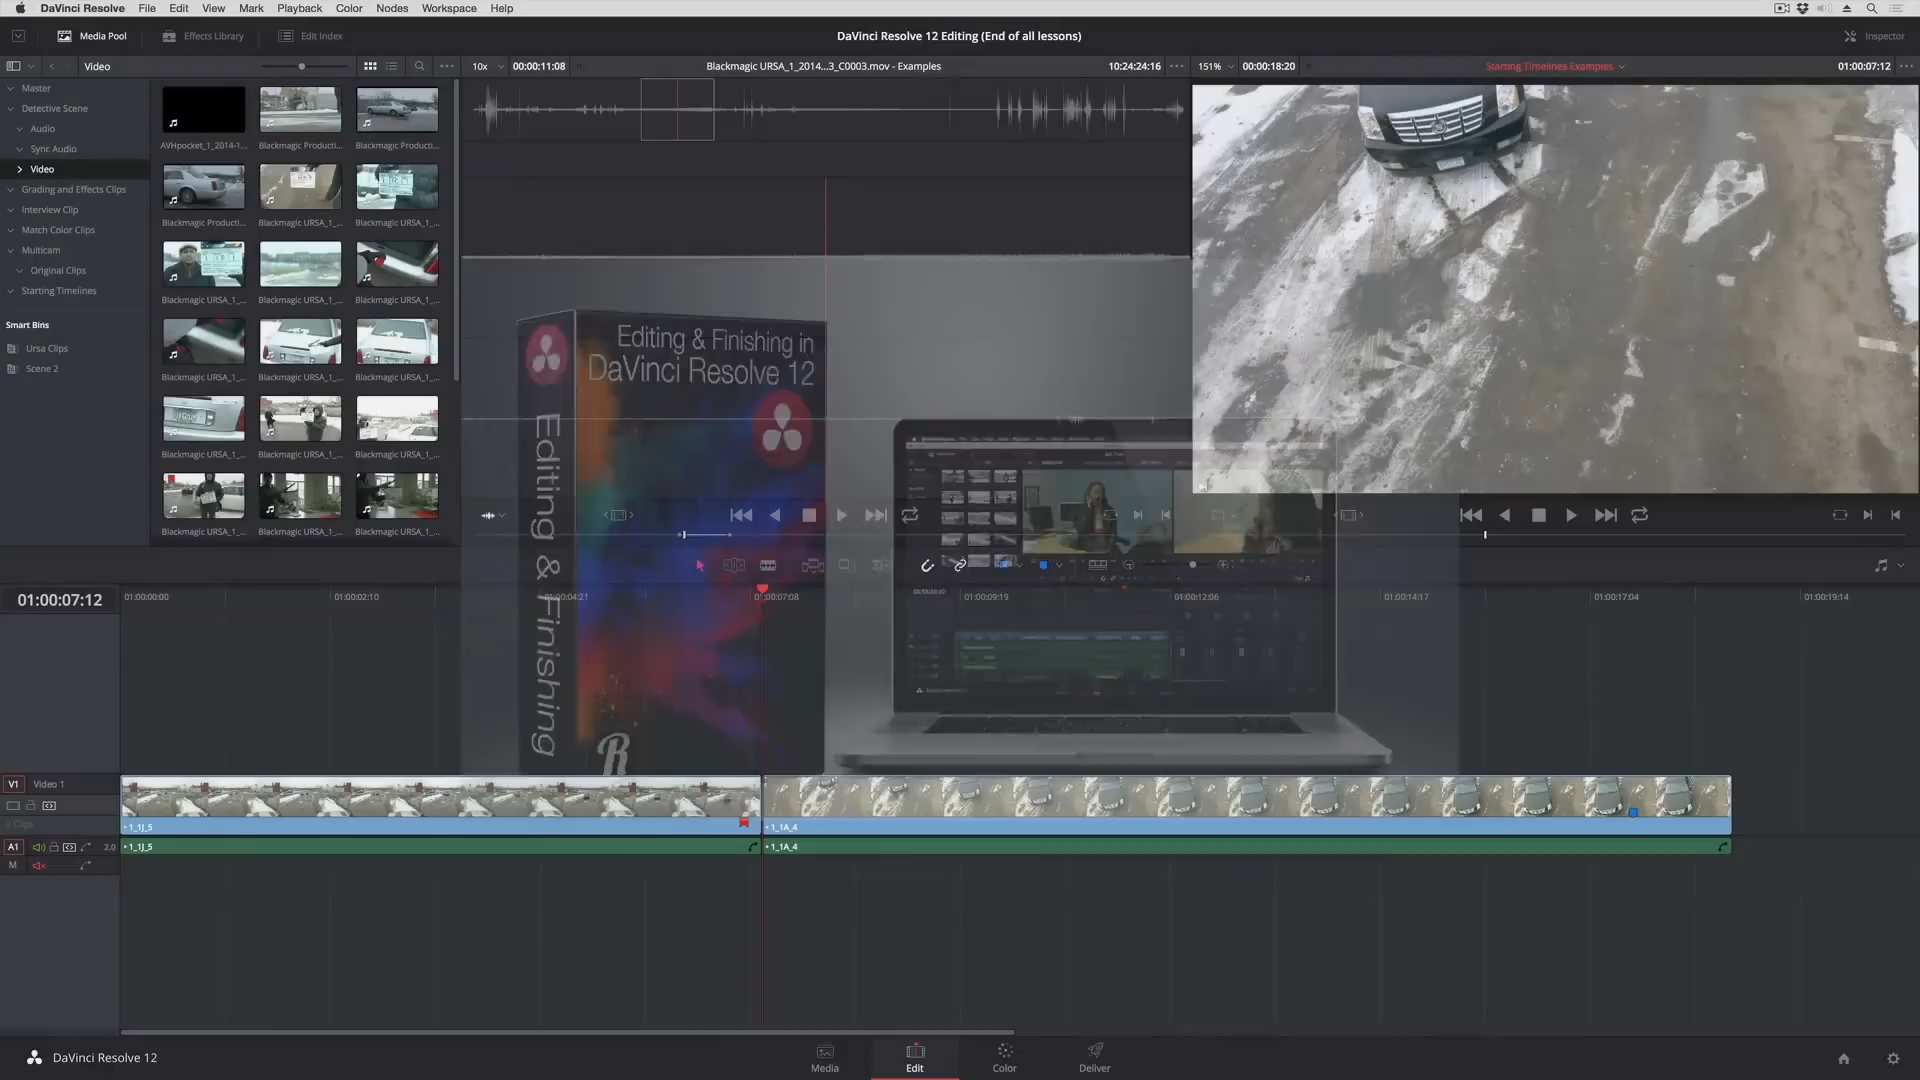 DaVinci Resolve File Edit View Mark Playback Color Nodes Workspace Help
Media Pool Effects Library Edit Index
DaVinci Resolve 12 Editing (End of all lessons)
Inspector
Video
10x 00:00:11:08
Blackmagic URSA_1_2014...3_C0003.mov - Examples
10:24:24:16
151% 00:00:18:20
Starting Timelines Examples
01:00:07:12
Master
Detective Scene
Audio
Sync Audio
Video
Grading and Effects Clips
Interview Clip
Match Color Clips
Multicam
Original Clips
Starting Timelines
Smart Bins
Ursa Clips
Scene 2
AVHpocket_1_2014-1... Blackmagic Producti... Blackmagic Producti...
Blackmagic Producti... Blackmagic URSA_1_... Blackmagic URSA_1_...
Blackmagic URSA_1_... Blackmagic URSA_1_... Blackmagic URSA_1_...
Blackmagic URSA_1_... Blackmagic URSA_1_... Blackmagic URSA_1_...
Blackmagic URSA_1_... Blackmagic URSA_1_... Blackmagic URSA_1_...
Blackmagic URSA_1_... Blackmagic URSA_1_... Blackmagic URSA_1_...
Editing & Finishing in
DaVinci Resolve 12
Editing & Finishing
R
01:00:07:12
01:00:00:00 01:00:02:10 01:00:04:21 01:00:07:08 01:00:09:19 01:00:12:06 01:00:14:17 01:00:17:04 01:00:19:14
V1 Video 1
2 Clips
1_1J_5 1_1A_4
A1 2.0
1_1J_5 1_1A_4
M
DaVinci Resolve 12
Media Edit Color Deliver